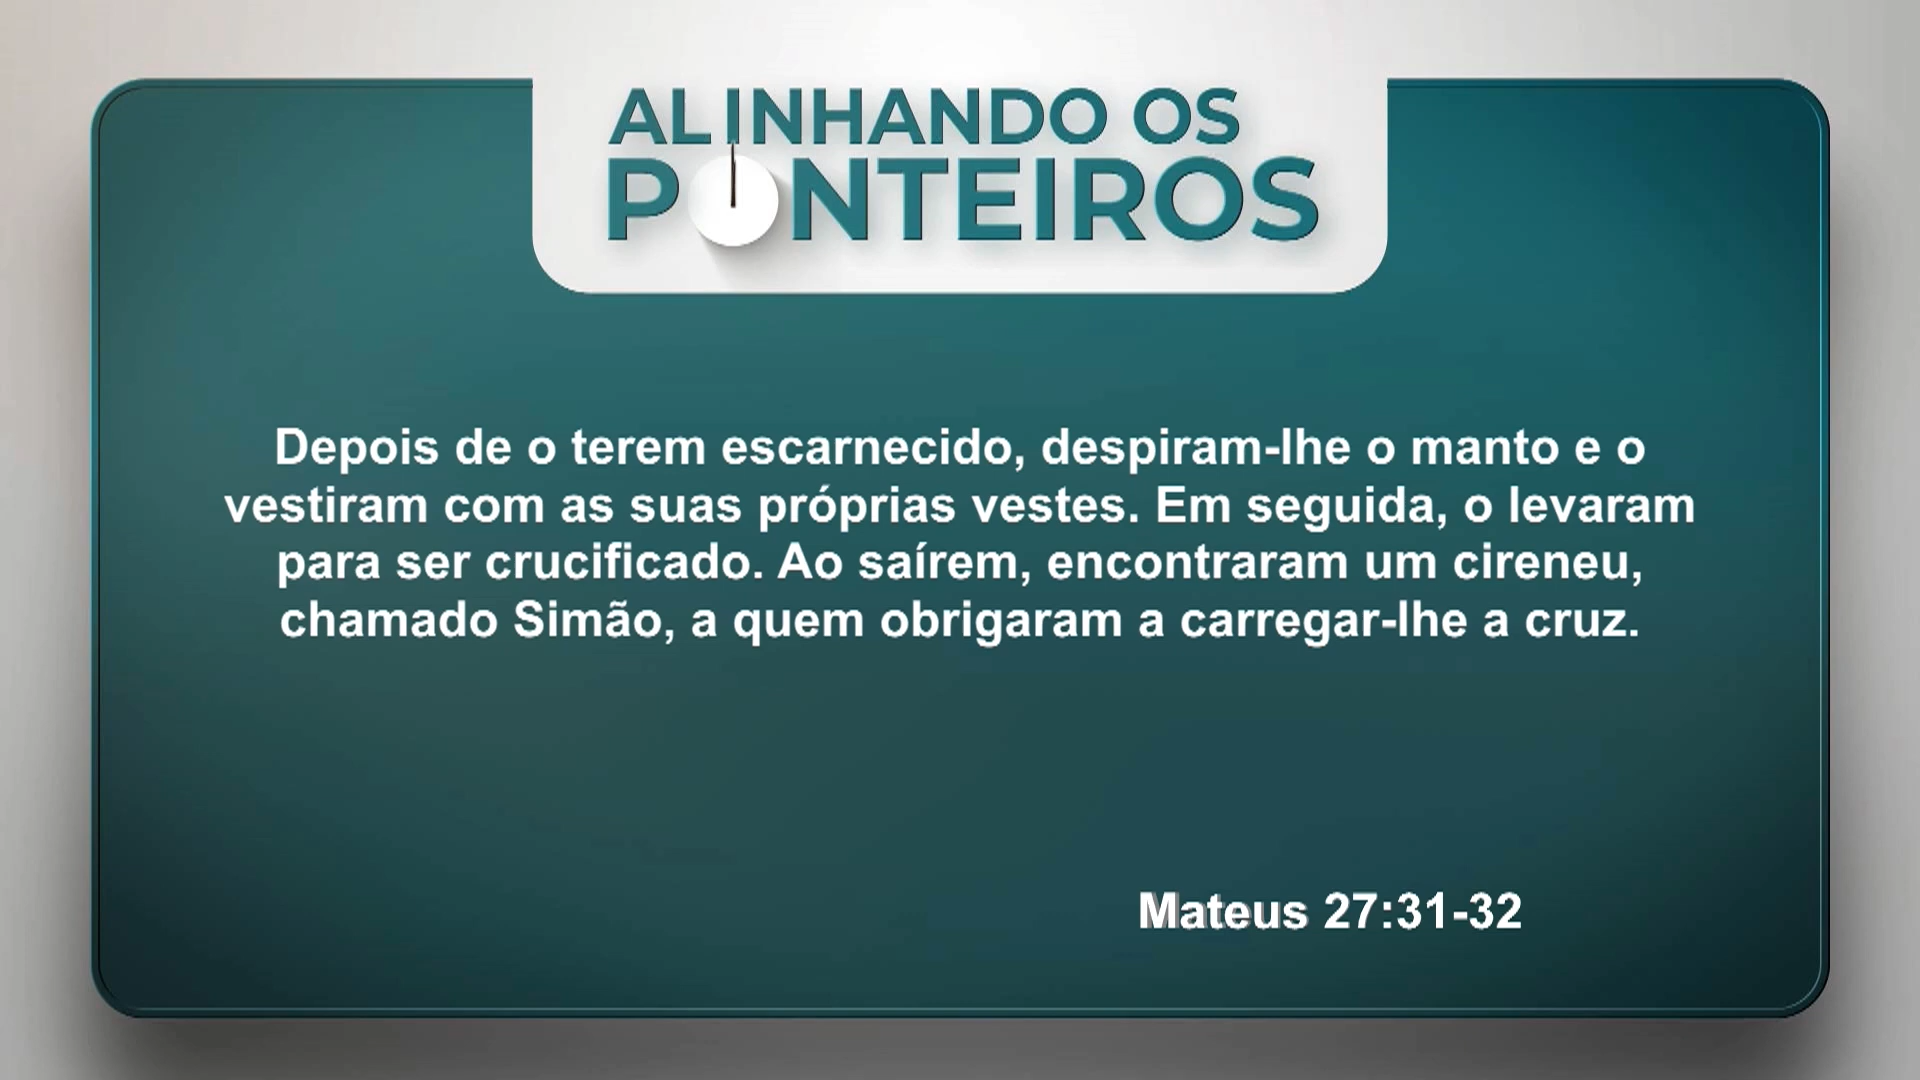 ALINHANDO OS
PONTEIROS
Depois de o terem escarnecido, despiram-lhe o manto e o
vestiram com as suas próprias vestes. Em seguida, o levaram
para ser crucificado. Ao saírem, encontraram um cireneu,
chamado Simão, a quem obrigaram a carregar-lhe a cruz.
Mateus 27:31-32